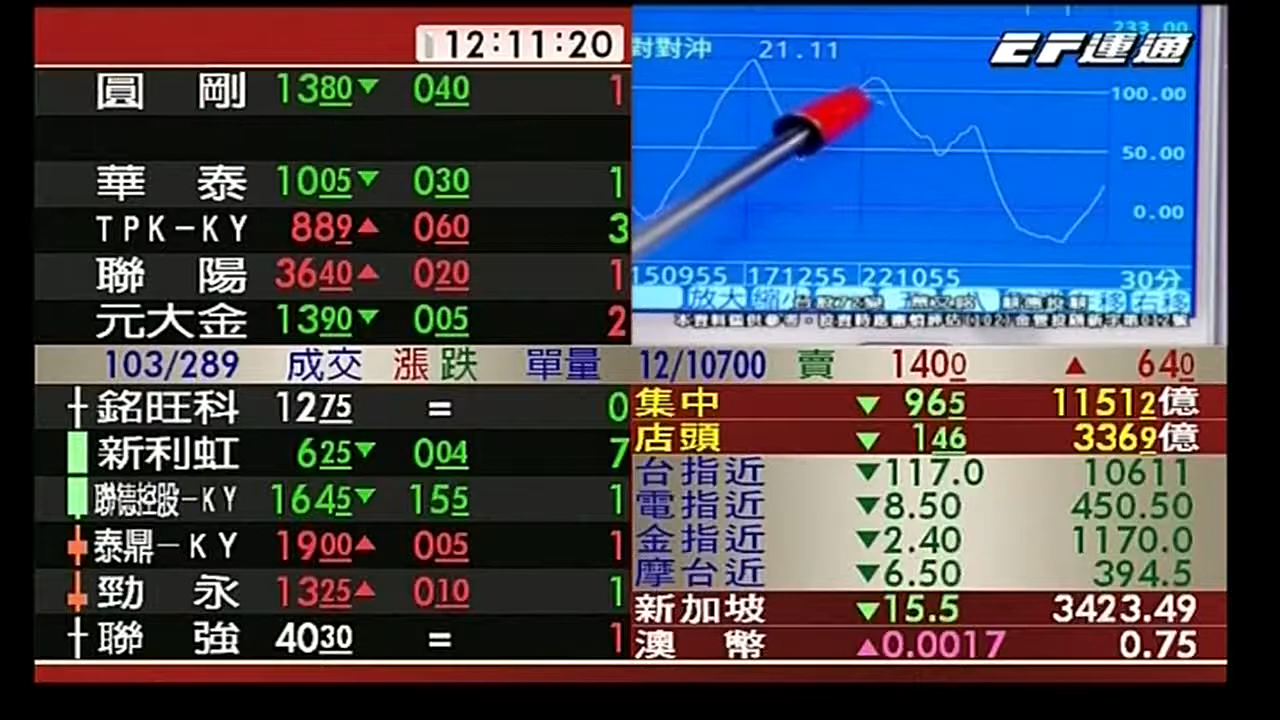 12:11:20
圓剛 1380▼ 040 1
華泰 1005▼ 030 1
TPK-KY 889▲ 060 3
聯陽 3640▲ 020 1
元大金 1390▼ 005 2
103/289 成交 漲跌 單量
銘旺科 1275 = 0
新利虹 625▼ 004 7
聯德控股-KY 1645▼ 155 1
泰鼎-KY 1900▲ 005 1
勁永 1325▲ 010 1
聯強 4030 = 1
對對沖 21.11
233.00
運通
100.00
50.00
0.00
150955 171255 221055 30分
放大 縮 移右移
12/10700 賣 1400 ▲ 640
集中 ▼ 965 11512億
店頭 ▼ 146 3369億
台指近 ▼117.0 10611
電指近 ▼8.50 450.50
金指近 ▼2.40 1170.0
摩台近 ▼6.50 394.5
新加坡 ▼15.5 3423.49
澳幣 ▲0.0017 0.75